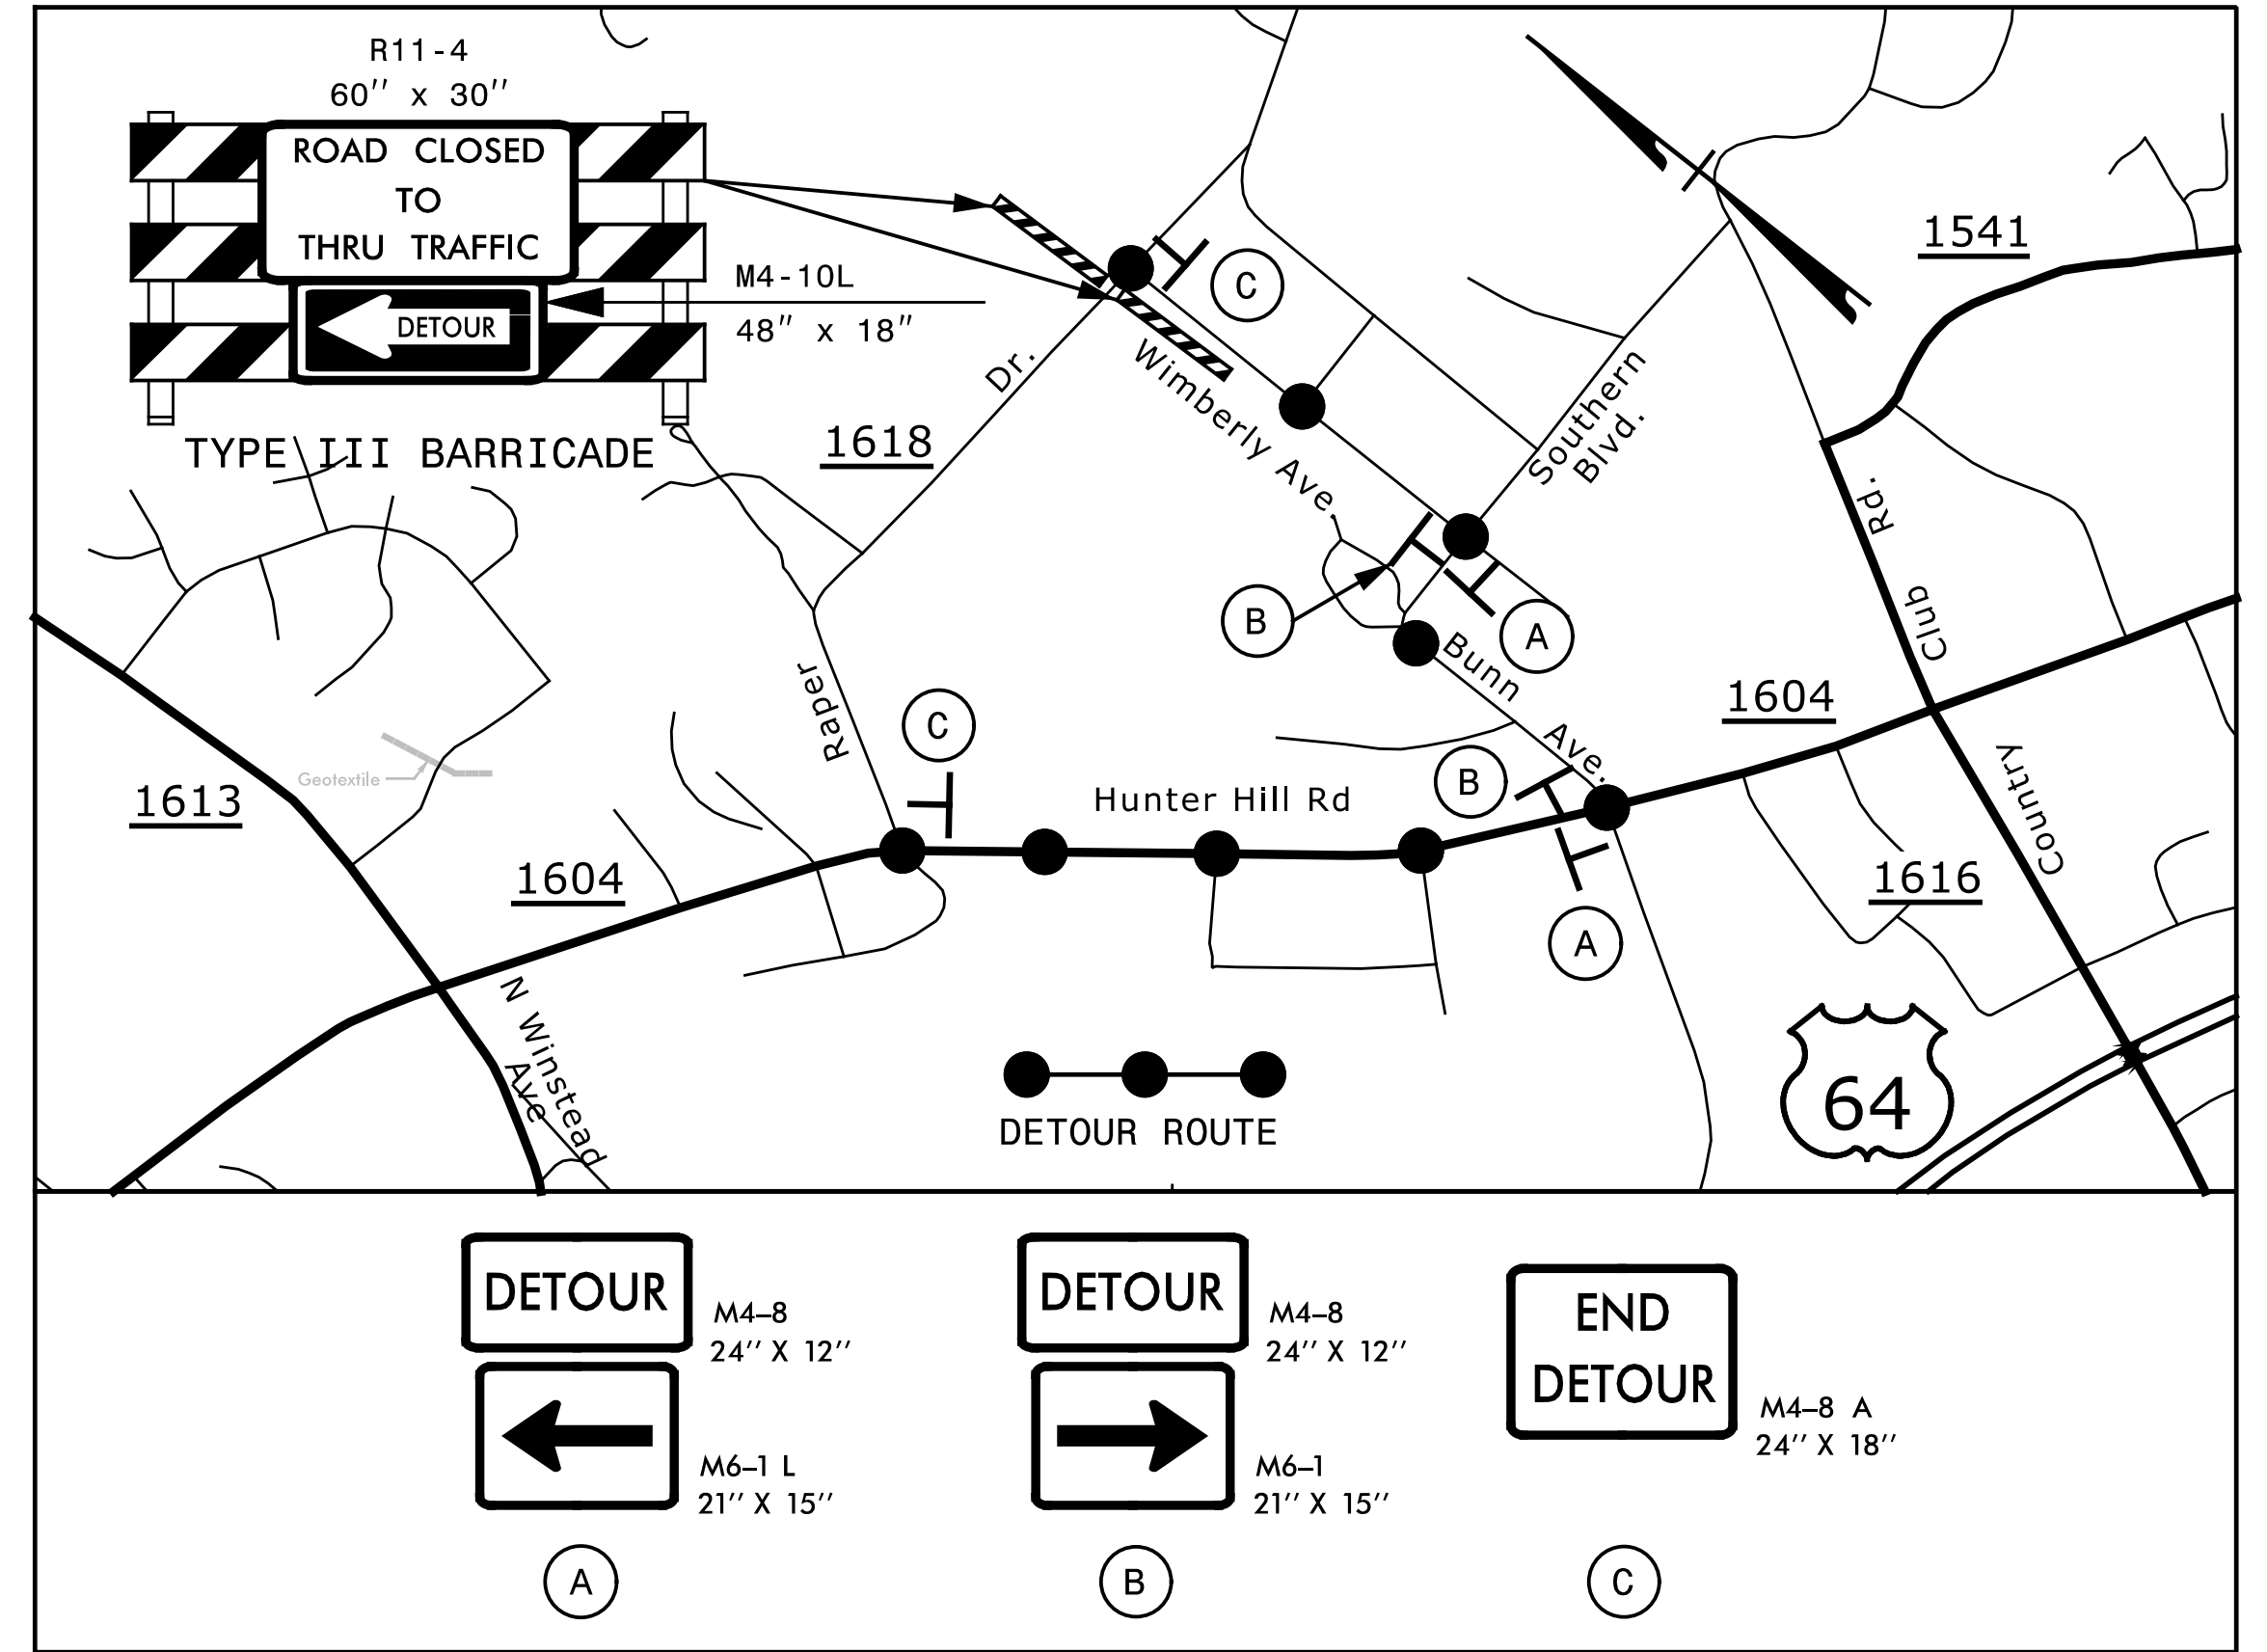 R11-4
60" x 30"
ROAD CLOSED
TO
THRU TRAFFIC
DETOUR
M4-10L
48" x 18"
TYPE III BARRICADE
C
1541
Dr.
1618
Wimberly Ave.
Southern
Blvd.
Rd.
B
A
Club
Bunn
Ave.
1604
Raper
C
Country
B
Hunter Hill Rd
Geotextile
1613
1604
1616
A
N Winstead
Ave
64
DETOUR ROUTE
DETOUR
M4–8
24'' X 12''
M6–1 L
21'' X 15''
A
DETOUR
M4–8
24'' X 12''
M6–1
21'' X 15''
B
END
DETOUR
M4–8 A
24'' X 18''
C